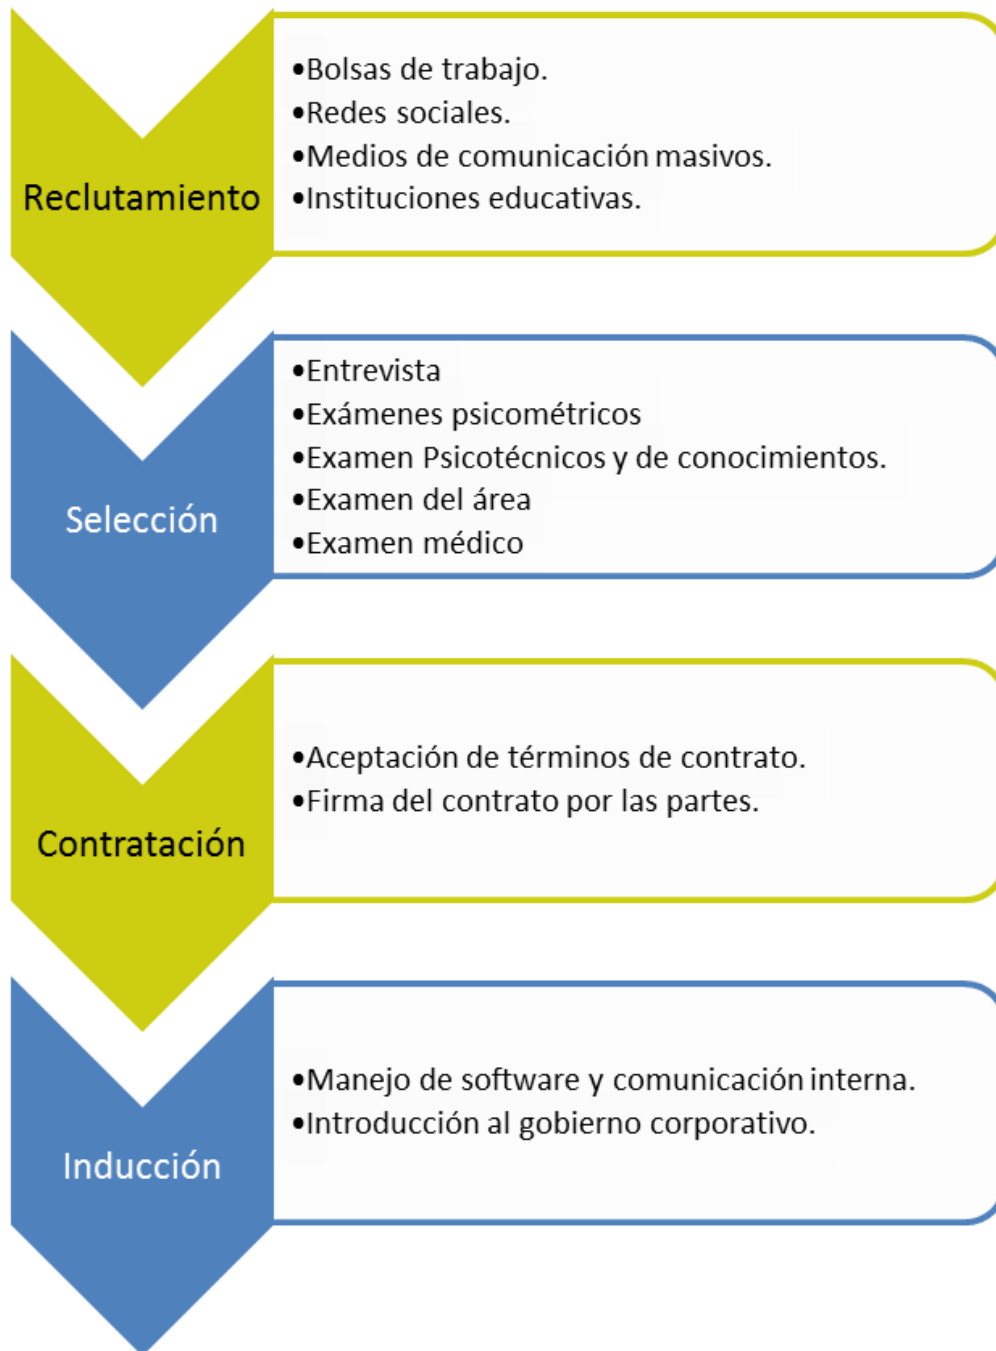 Reclutamiento
•Bolsas de trabajo.
•Redes sociales.
•Medios de comunicación masivos.
•Instituciones educativas.
Selección
•Entrevista
•Exámenes psicométricos
•Examen Psicotécnicos y de conocimientos.
•Examen del área
•Examen médico
Contratación
•Aceptación de términos de contrato.
•Firma del contrato por las partes.
Inducción
•Manejo de software y comunicación interna.
•Introducción al gobierno corporativo.